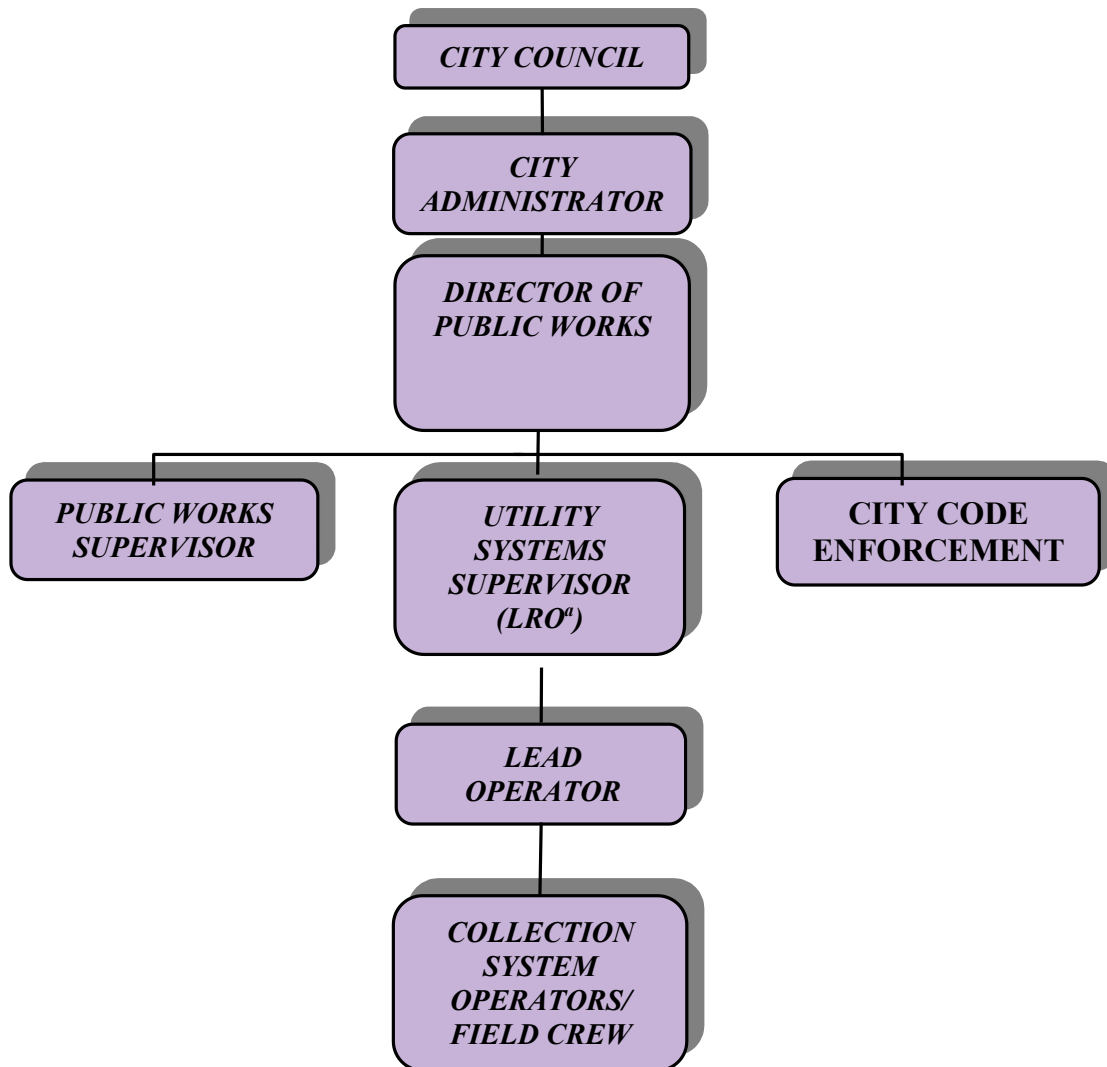 CITY COUNCIL
CITY
ADMINISTRATOR
DIRECTOR OF
PUBLIC WORKS
PUBLIC WORKS
SUPERVISOR
UTILITY
SYSTEMS
SUPERVISOR
(LROᵃ)
CITY CODE
ENFORCEMENT
LEAD
OPERATOR
COLLECTION
SYSTEM
OPERATORS/
FIELD CREW